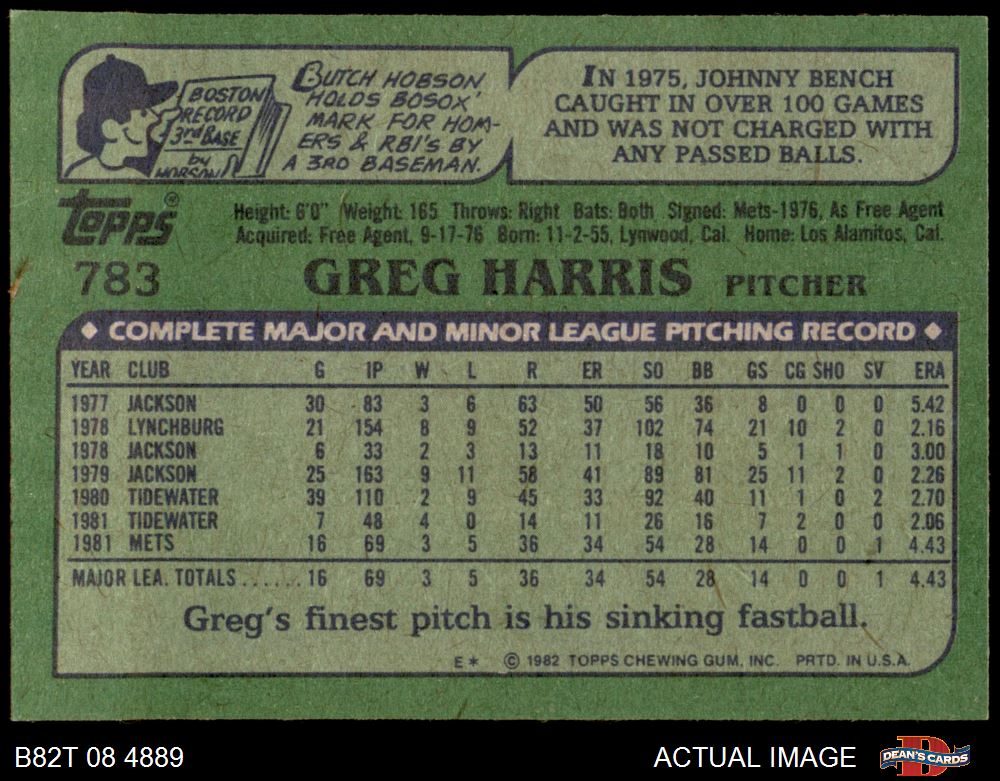 BOSTON
RECORD
3rd BASE
by
HOBSON
BUTCH HOBSON
HOLDS BOSOX'
MARK FOR HOM-
ERS & RBI'S BY
A 3RD BASEMAN.
IN 1975, JOHNNY BENCH
CAUGHT IN OVER 100 GAMES
AND WAS NOT CHARGED WITH
ANY PASSED BALLS.
Topps®
Height: 6'0" Weight: 165 Throws: Right Bats: Both Signed: Mets-1976, As Free Agent
Acquired: Free Agent, 9-17-76 Born: 11-2-55, Lynwood, Cal. Home: Los Alamitos, Cal.
783 GREG HARRIS PITCHER
◆ COMPLETE MAJOR AND MINOR LEAGUE PITCHING RECORD ◆
YEAR CLUB G IP W L R ER SO BB GS CG SHO SV ERA
1977 JACKSON 30 83 3 6 63 50 56 36 8 0 0 0 5.42
1978 LYNCHBURG 21 154 8 9 52 37 102 74 21 10 2 0 2.16
1978 JACKSON 6 33 2 3 13 11 18 10 5 1 1 0 3.00
1979 JACKSON 25 163 9 11 58 41 89 81 25 11 2 0 2.26
1980 TIDEWATER 39 110 2 9 45 33 92 40 11 1 0 2 2.70
1981 TIDEWATER 7 48 4 0 14 11 26 16 7 2 0 0 2.06
1981 METS 16 69 3 5 36 34 54 28 14 0 0 1 4.43
MAJOR LEA. TOTALS......16 69 3 5 36 34 54 28 14 0 0 1 4.43
Greg's finest pitch is his sinking fastball.
E* © 1982 TOPPS CHEWING GUM, INC. PRTD. IN U.S.A.
B82T 08 4889 ACTUAL IMAGE DEAN'S CARDS